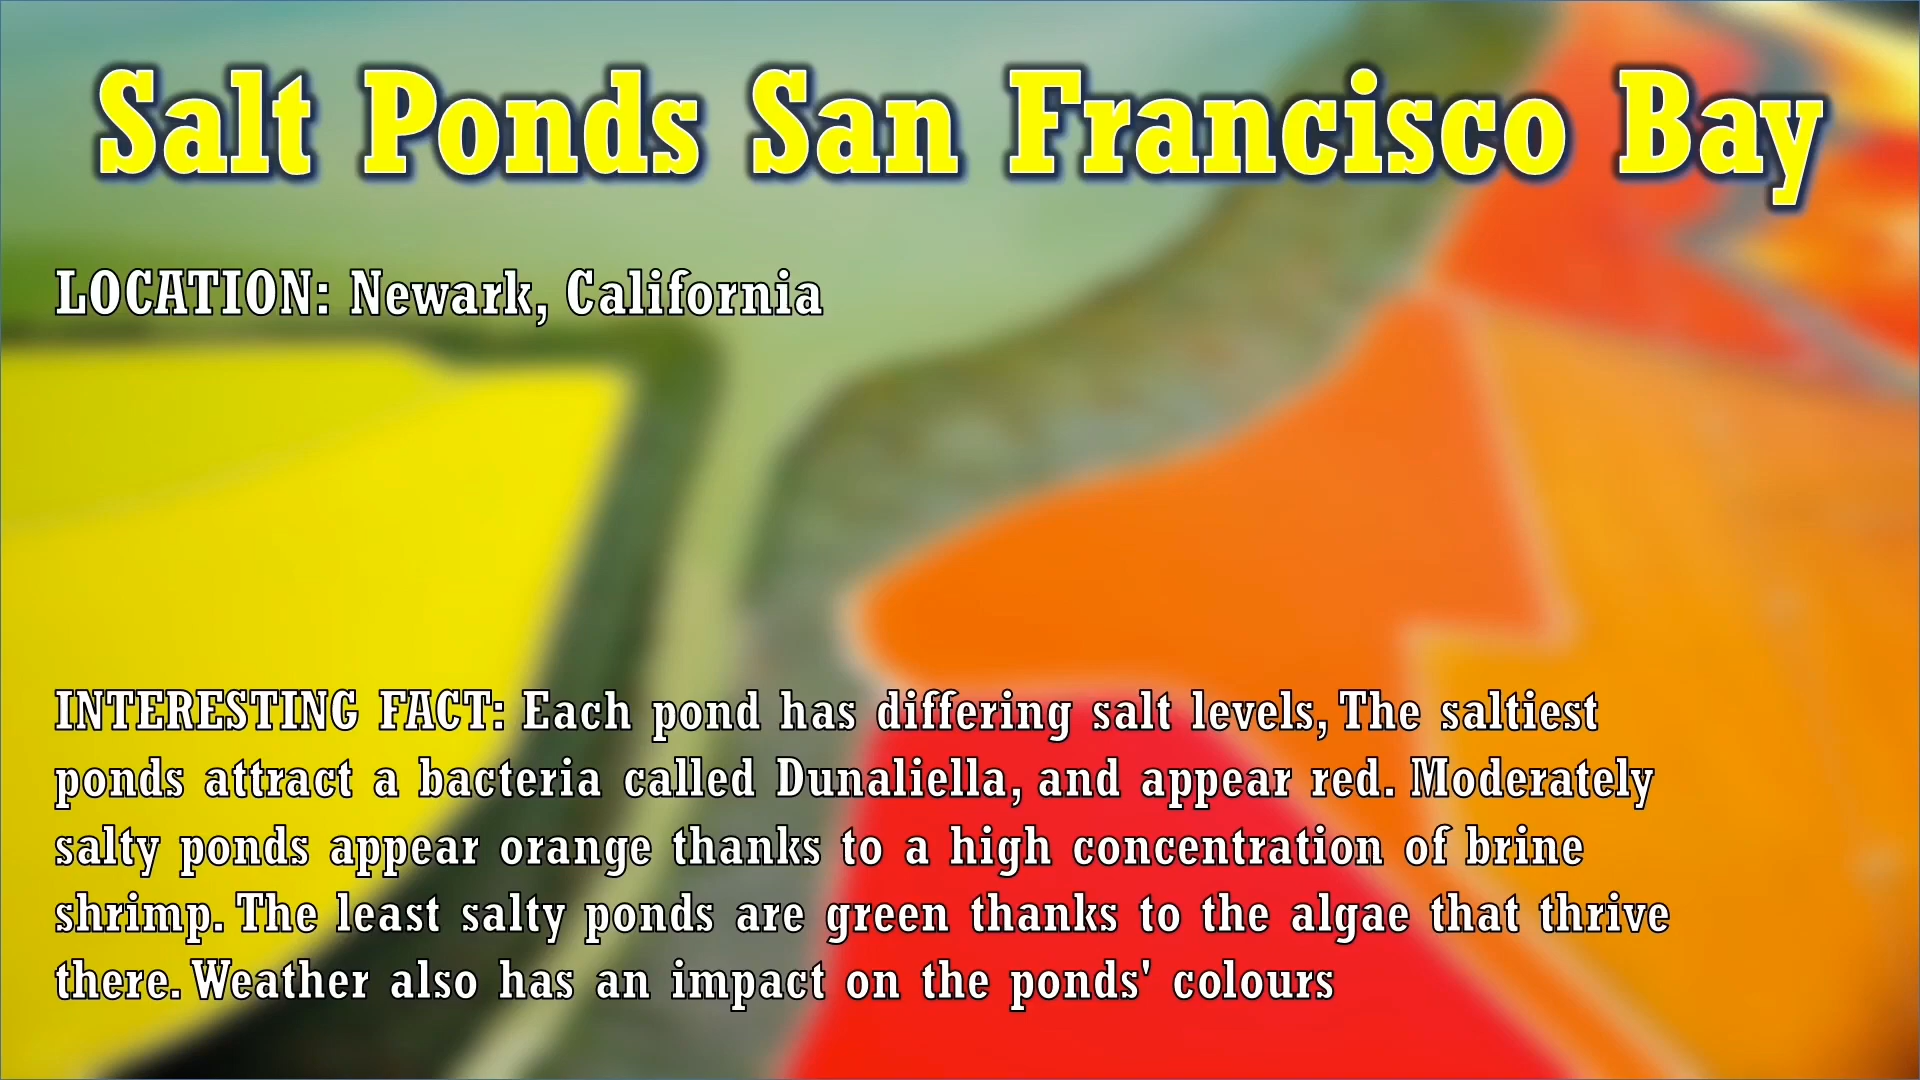 Salt Ponds San Francisco Bay
LOCATION: Newark, California
INTERESTING FACT: Each pond has differing salt levels, The saltiest
ponds attract a bacteria called Dunaliella, and appear red. Moderately
salty ponds appear orange thanks to a high concentration of brine
shrimp. The least salty ponds are green thanks to the algae that thrive
there. Weather also has an impact on the ponds' colours